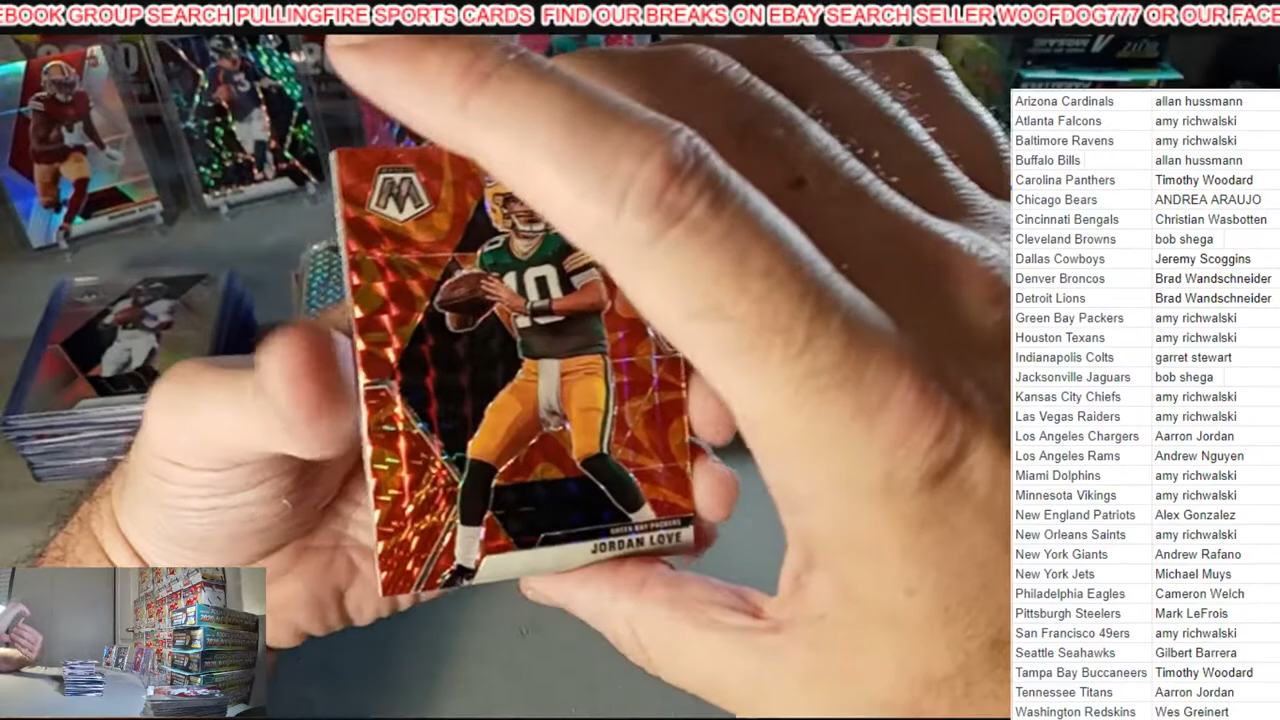 EBOOK GROUP SEARCH PULLINGFIRE SPORTS CARDS FIND OUR BREAKS ON EBAY SEARCH SELLER WOOFDOG777 OR OUR FACE
M
10
GREEN BAY PACKERS
JORDAN LOVE
Arizona Cardinals allan hussmann
Atlanta Falcons amy richwalski
Baltimore Ravens amy richwalski
Buffalo Bills allan hussmann
Carolina Panthers Timothy Woodard
Chicago Bears ANDREA ARAUJO
Cincinnati Bengals Christian Wasbotten
Cleveland Browns bob shega
Dallas Cowboys Jeremy Scoggins
Denver Broncos Brad Wandschneider
Detroit Lions Brad Wandschneider
Green Bay Packers amy richwalski
Houston Texans amy richwalski
Indianapolis Colts garret stewart
Jacksonville Jaguars bob shega
Kansas City Chiefs amy richwalski
Las Vegas Raiders amy richwalski
Los Angeles Chargers Aarron Jordan
Los Angeles Rams Andrew Nguyen
Miami Dolphins amy richwalski
Minnesota Vikings amy richwalski
New England Patriots Alex Gonzalez
New Orleans Saints amy richwalski
New York Giants Andrew Rafano
New York Jets Michael Muys
Philadelphia Eagles Cameron Welch
Pittsburgh Steelers Mark LeFrois
San Francisco 49ers amy richwalski
Seattle Seahawks Gilbert Barrera
Tampa Bay Buccaneers Timothy Woodard
Tennessee Titans Aarron Jordan
Washington Redskins Wes Greinert